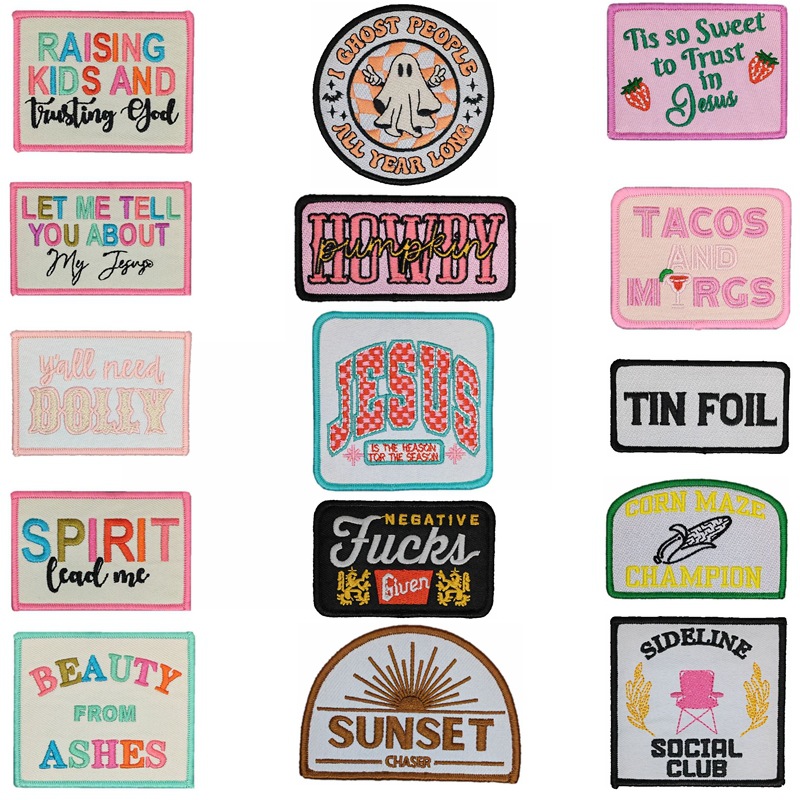 RAISING
KIDS AND
trusting God
LET ME TELL
YOU ABOUT
My Jesus
y'all need
DOLLY
SPIRIT
lead me
BEAUTY
FROM
ASHES
I GHOST PEOPLE
ALL YEAR LONG
HOWDY
pumpkin
JESUS
IS THE REASON
FOR THE SEASON
NEGATIVE
Fucks
Given
SUNSET
CHASER
Tis so Sweet
to Trust
in
Jesus
TACOS
AND
M RGS
TIN FOIL
CORN MAZE
CHAMPION
SIDELINE
SOCIAL
CLUB